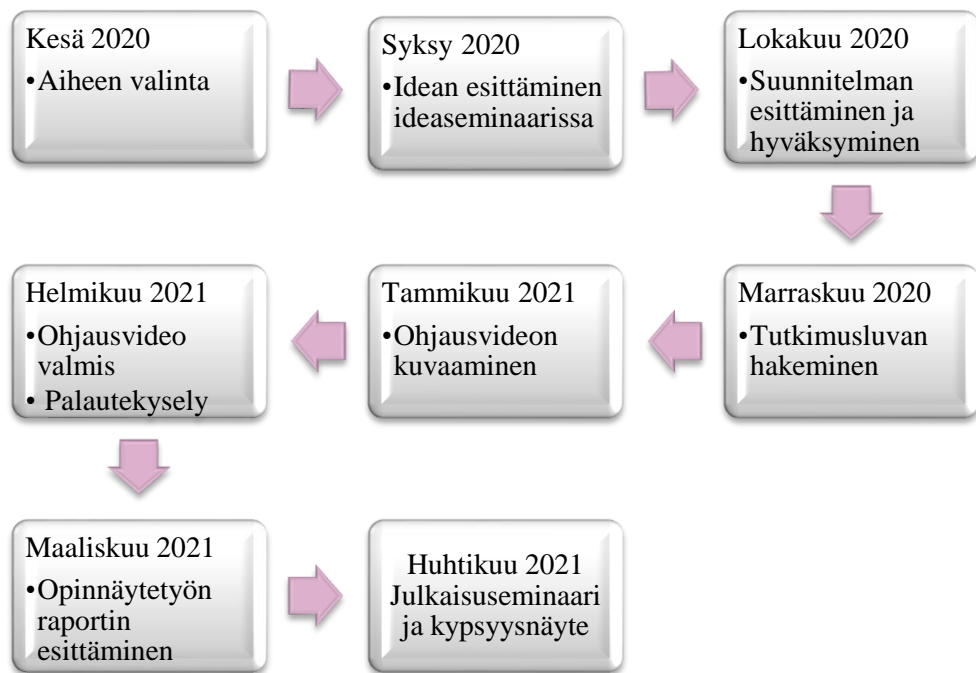 Kesä 2020
•Aiheen valinta
Syksy 2020
•Idean esittäminen
ideaseminaarissa
Lokakuu 2020
•Suunnitelman
esittäminen ja
hyväksyminen
Marraskuu 2020
•Tutkimusluvan
hakeminen
Tammikuu 2021
•Ohjausvideon
kuvaaminen
Helmikuu 2021
•Ohjausvideo
valmis
• Palautekysely
Maaliskuu 2021
•Opinnäytetyön
raportin
esittäminen
Huhtikuu 2021
Julkaisuseminaari
ja kypsyysnäyte